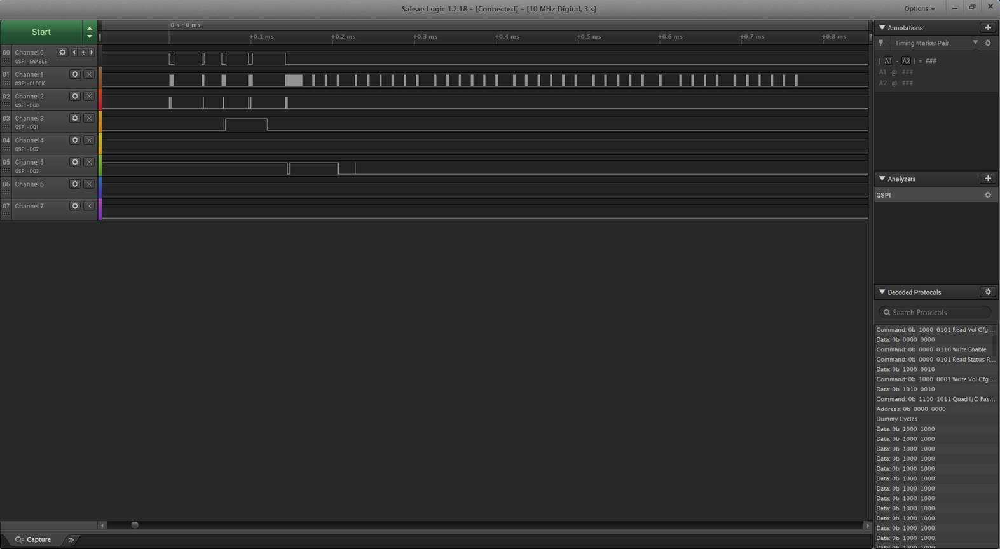 Saleae Logic 1.2.18 - [Connected] - [10 MHz Digital, 3 s]
Options
Start
0 s : 0 ms
+0.1 ms
+0.2 ms
+0.3 ms
+0.4 ms
+0.5 ms
+0.6 ms
+0.7 ms
+0.8 ms
00 Channel 0
QSPI - ENABLE
01 Channel 1
QSPI - CLOCK
02 Channel 2
QSPI - DQ0
03 Channel 3
QSPI - DQ1
04 Channel 4
QSPI - DQ2
05 Channel 5
QSPI - DQ3
06 Channel 6
07 Channel 7
Annotations
Timing Marker Pair
| A1 - A2 | = ###
A1 @ ###
A2 @ ###
Analyzers
QSPI
Decoded Protocols
Search Protocols
Command: 0b 1000 0101 Read Vol Cfg ...
Data: 0b 0000 0000
Command: 0b 0000 0110 Write Enable
Command: 0b 0000 0101 Read Status R...
Data: 0b 1000 0010
Command: 0b 1000 0001 Write Vol Cfg ...
Data: 0b 1010 0010
Command: 0b 1110 1011 Quad I/O Fas...
Address: 0b 0000 0000
Dummy Cycles
Data: 0b 1000 1000
Data: 0b 1000 1000
Data: 0b 1000 1000
Data: 0b 1000 1000
Data: 0b 1000 1000
Data: 0b 1000 1000
Data: 0b 1000 1000
Data: 0b 1000 1000
Data: 0b 1000 1000
Data: 0b 1000 1000
Data: 0b 1000 1000
Data: 0b 1000 1000
Data: 0b 1000 1000
Capture